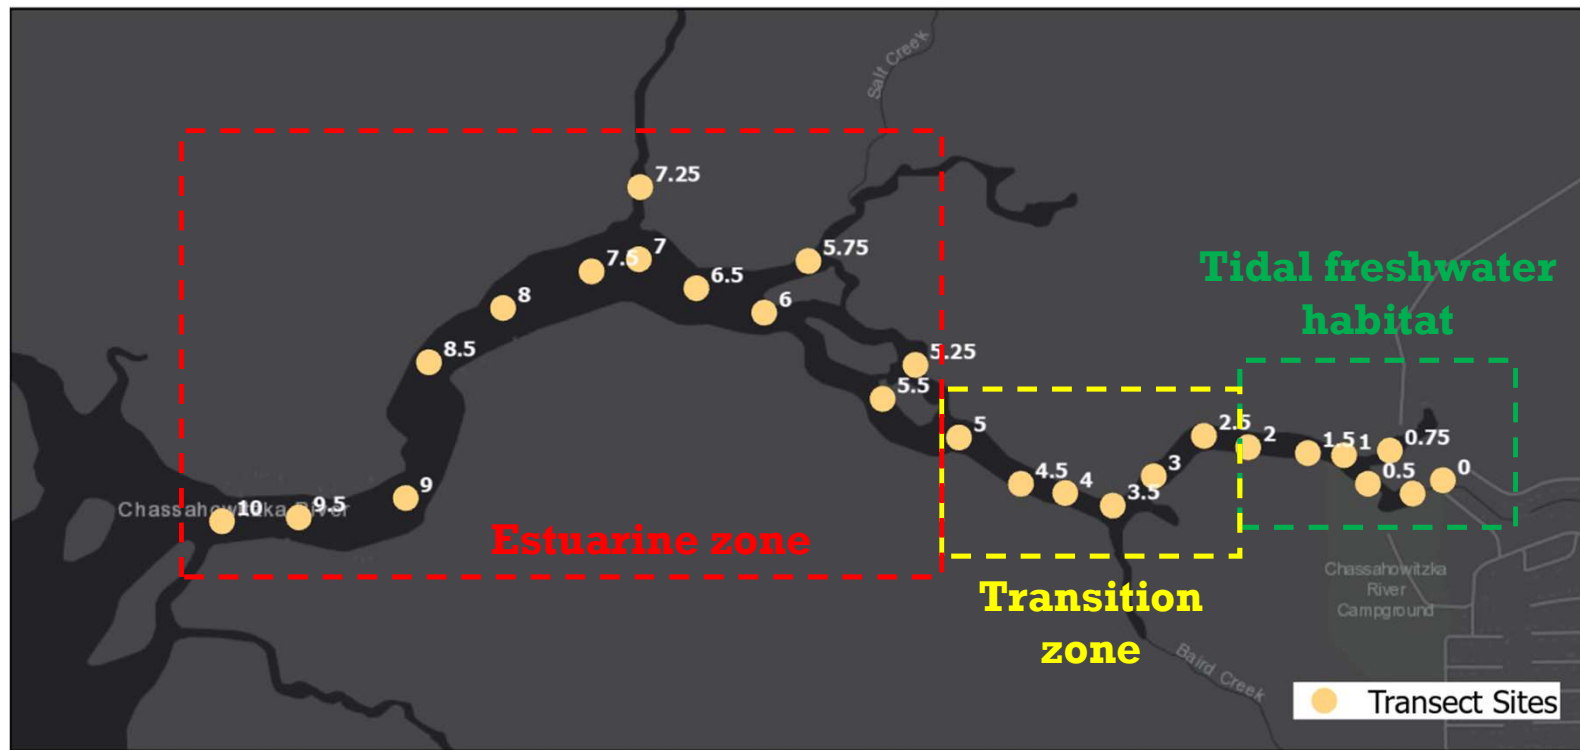 Salt Creek
7.25
5.75
7
7.5
6.5
6
8
8.5
5.25
5.5
Tidal freshwater
habitat
5
2.5
2
1.5
1
0.75
0.5
0
4.5
4
3.5
3
9
9.5
10
Chassahowitzka River
Estuarine zone
Transition
zone
Chassahowitzka
River
Campground
Baird Creek
Transect Sites